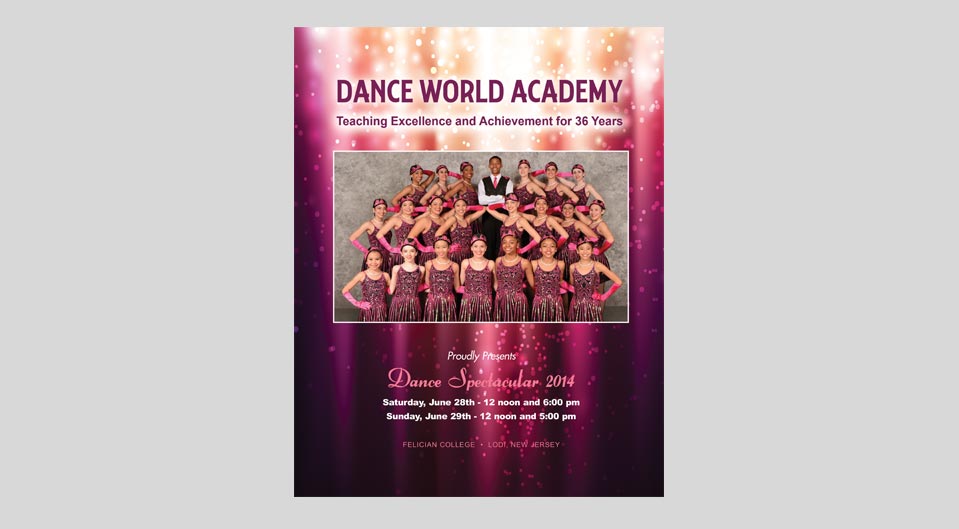 DANCE WORLD ACADEMY
Teaching Excellence and Achievement for 36 Years
Proudly Presents
Dance Spectacular 2014
Saturday, June 28th - 12 noon and 6:00 pm
Sunday, June 29th - 12 noon and 5:00 pm
FELICIAN COLLEGE • LODI, NEW JERSEY